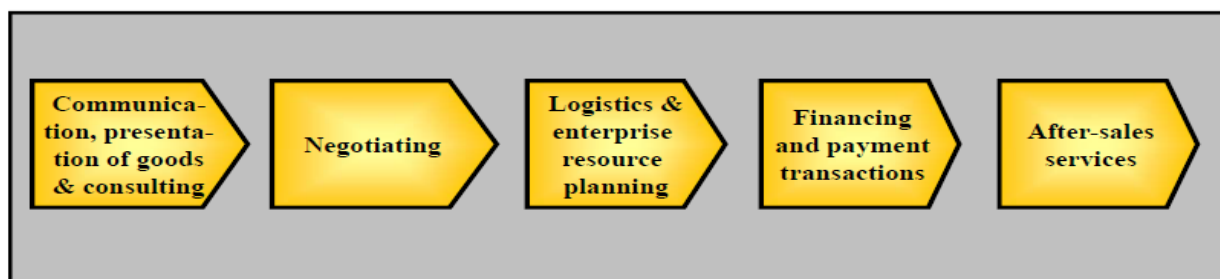 Communica-
tion, presenta-
tion of goods
& consulting
Negotiating
Logistics &
enterprise
resource
planning
Financing
and payment
transactions
After-sales
services